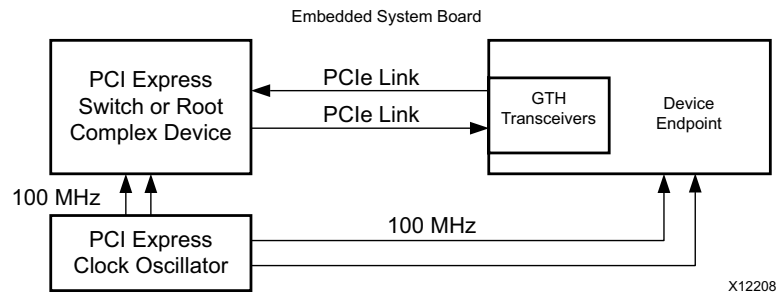 Embedded System Board
PCI Express
Switch or Root
Complex Device
PCIe Link
PCIe Link
GTH
Transceivers
Device
Endpoint
100 MHz
PCI Express
Clock Oscillator
100 MHz
X12208